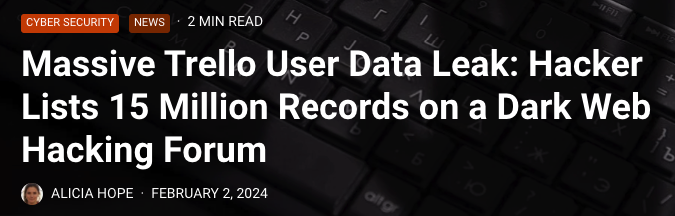 CYBER SECURITY NEWS · 2 MIN READ
Massive Trello User Data Leak: Hacker
Lists 15 Million Records on a Dark Web
Hacking Forum
ALICIA HOPE · FEBRUARY 2, 2024